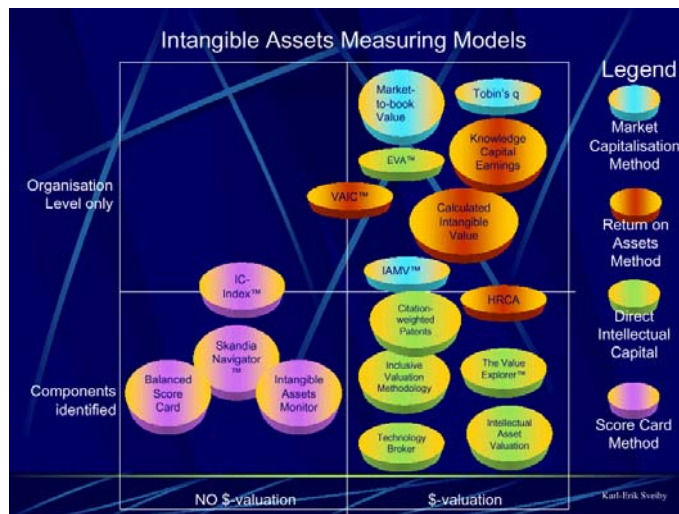 Intangible Assets Measuring Models
Legend
Market-
to-book
Value
Tobin's q
Market
Capitalisation
Method
Knowledge
Capital
Earnings
EVA™
Organisation
Level only
VAIC™
Calculated
Intangible
Value
Return on
Assets
Method
IAMV™
IC-
Index™
HRCA
Citation-
weighted
Patents
Direct
Intellectual
Capital
Skandia
Navigator
™
Balanced
Score
Card
Intangible
Assets
Monitor
Inclusive
Valuation
Methodology
The Value
Explorer™
Components
identified
Technology
Broker
Intellectual
Asset
Valuation
Score Card
Method
NO $-valuation
$-valuation
Karl-Erik Sveiby